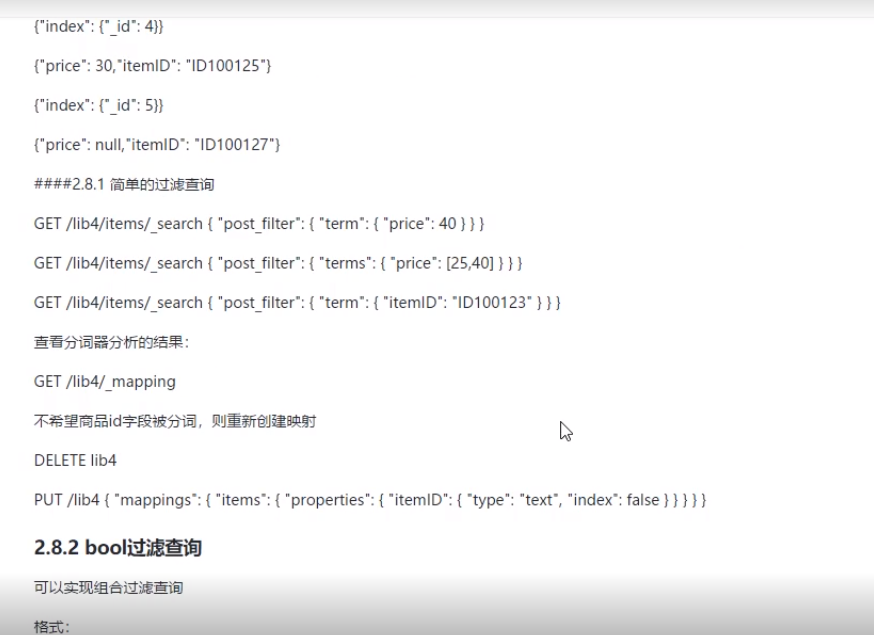 {"index": {"_id": 4}}
{"price": 30,"itemID": "ID100125"}
{"index": {"_id": 5}}
{"price": null,"itemID": "ID100127"}
####2.8.1 简单的过滤查询
GET /lib4/items/_search { "post_filter": { "term": { "price": 40 } } }
GET /lib4/items/_search { "post_filter": { "terms": { "price": [25,40] } } }
GET /lib4/items/_search { "post_filter": { "term": { "itemID": "ID100123" } } }
查看分词器分析的结果：
GET /lib4/_mapping
不希望商品id字段被分词，则重新创建映射
DELETE lib4
PUT /lib4 { "mappings": { "items": { "properties": { "itemID": { "type": "text", "index": false } } } } }
2.8.2 bool过滤查询
可以实现组合过滤查询
格式：